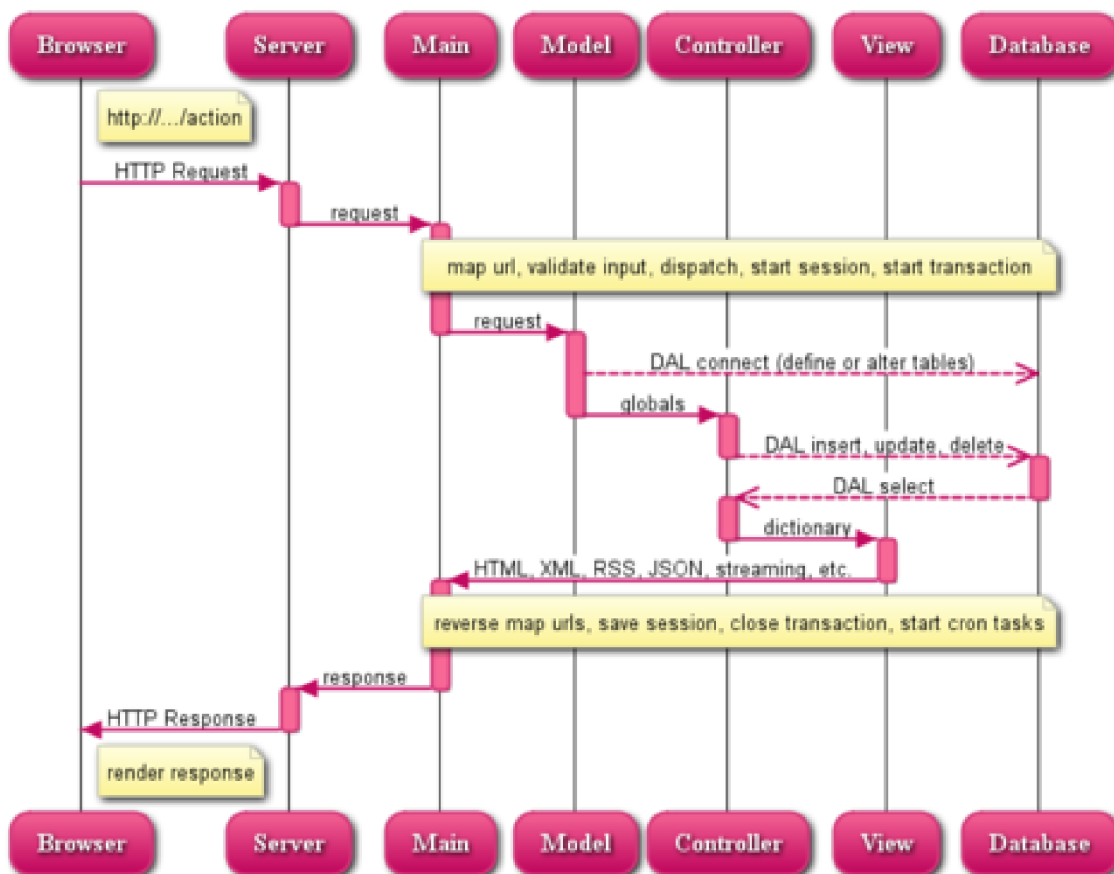 Browser Server Main Model Controller View Database
http://.../action
HTTP Request
request
map url, validate input, dispatch, start session, start transaction
request
DAL connect (define or alter tables)
globals
DAL insert, update, delete
DAL select
dictionary
HTML, XML, RSS, JSON, streaming, etc.
reverse map urls, save session, close transaction, start cron tasks
response
HTTP Response
render response
Browser Server Main Model Controller View Database